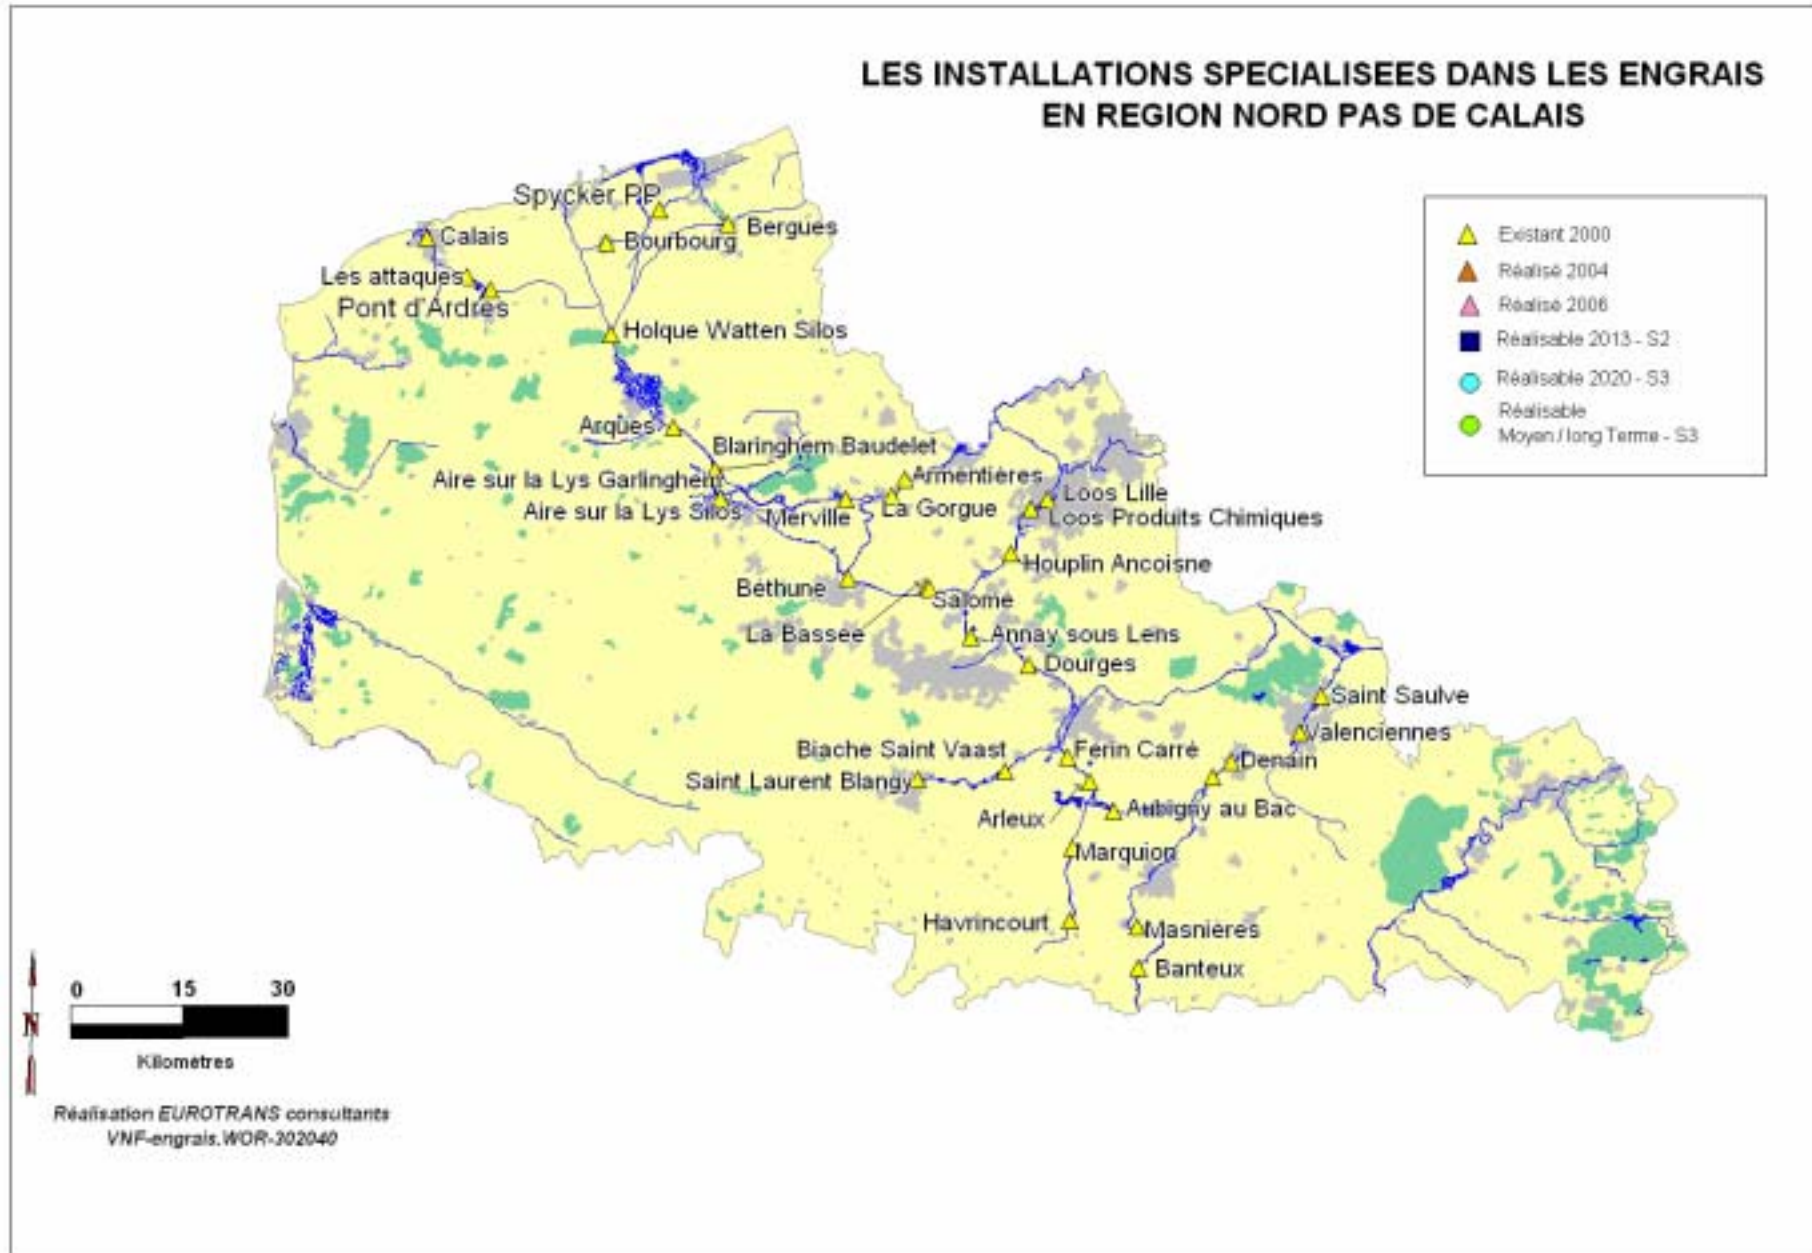 LES INSTALLATIONS SPECIALISEES DANS LES ENGRAIS
EN REGION NORD PAS DE CALAIS
Existant 2000
Réalisé 2004
Réalisé 2006
Réalisable 2013 - S2
Réalisable 2020 - S3
Réalisable
Moyen / long Terme - S3
Spycker PP
Bergues
Calais
Bourbourg
Les attaques
Pont d'Ardres
Holque Watten Silos
Arques
Blaringhem Baudelet
Aire sur la Lys Garlinghem
Armentières
Aire sur la Lys Silos
Merville
La Gorgue
Loos Lille
Loos Produits Chimiques
Houplin Ancoisne
Béthune
Salomé
La Bassée
Annay sous Lens
Dourges
Saint Saulve
Valenciennes
Biache Saint Vaast
Férin Carré
Denain
Saint Laurent Blangy
Arleux
Aubigny au Bac
Marquion
Havrincourt
Masnières
Banteux
N
0 15 30
Kilomètres
Réalisation EUROTRANS consultants
VNF-engrais.WOR-302040